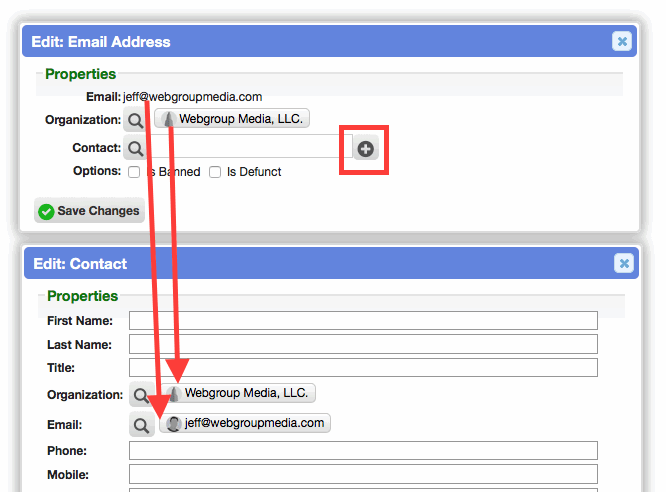 Edit: Email Address
Properties
Email: jeff@webgroupmedia.com
Organization: Webgroup Media, LLC.
Contact:
Options: Is Banned Is Defunct
Save Changes
Edit: Contact
Properties
First Name:
Last Name:
Title:
Organization: Webgroup Media, LLC.
Email: jeff@webgroupmedia.com
Phone:
Mobile: